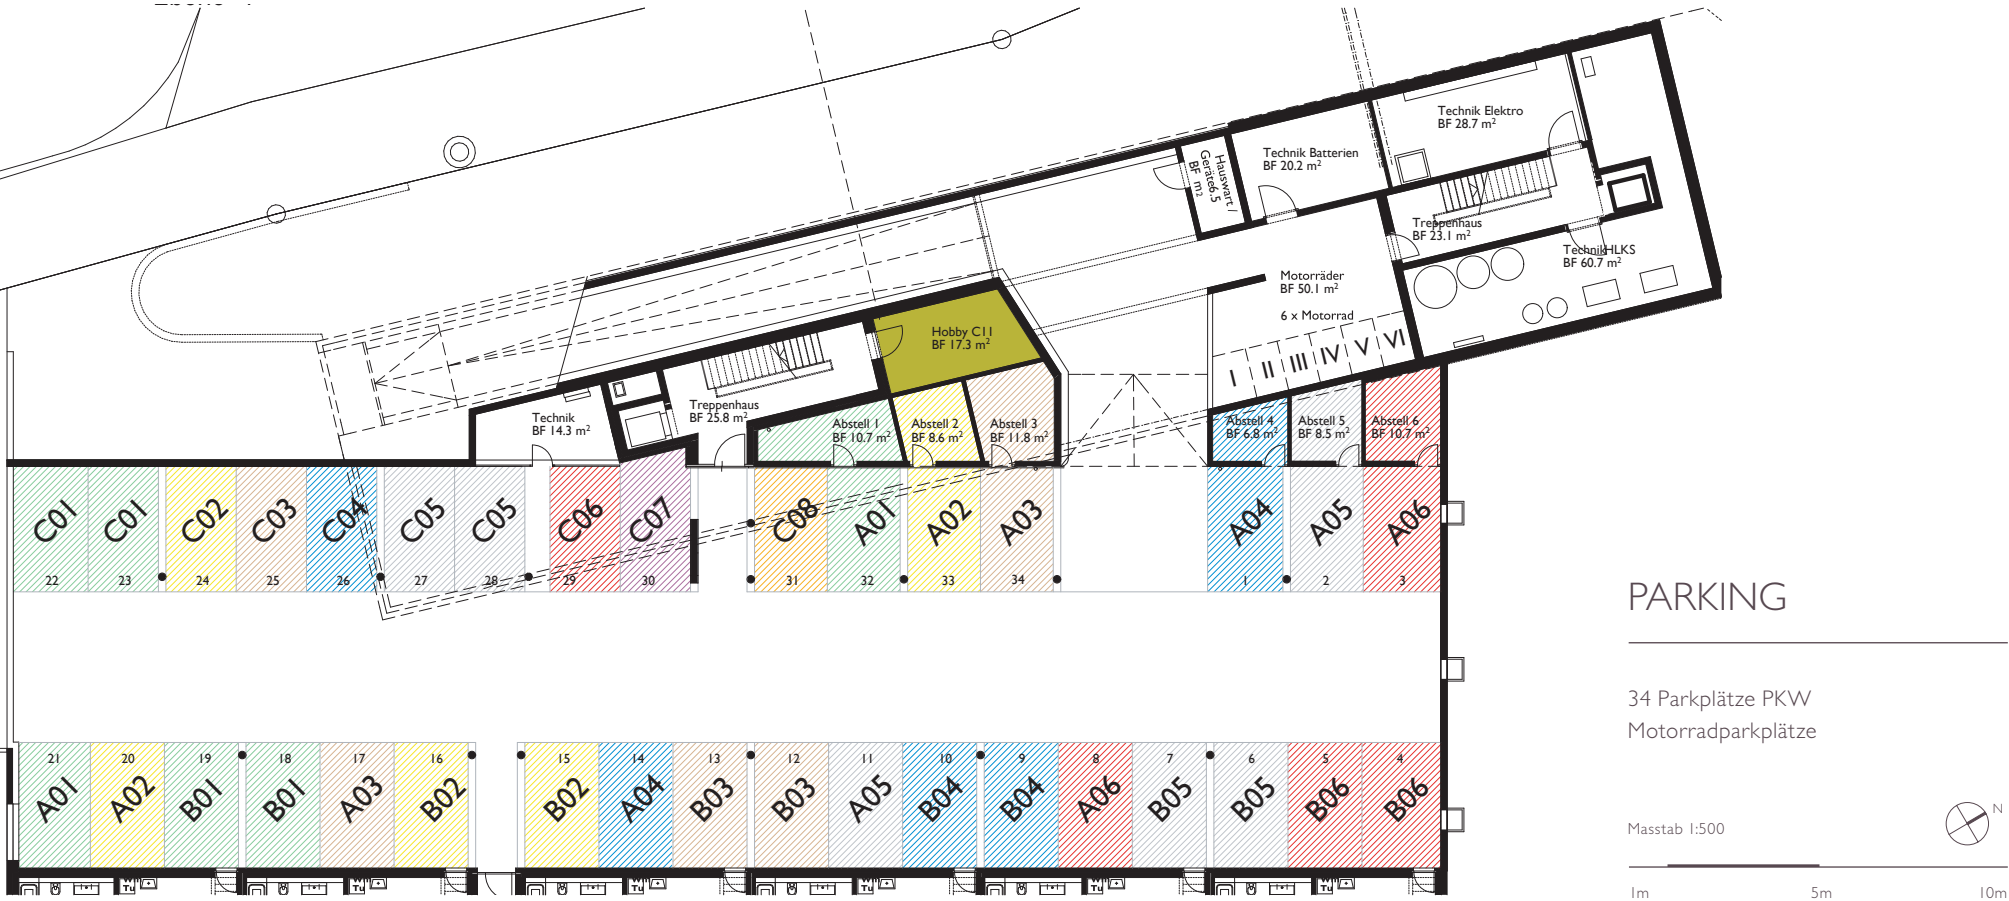 Technik Elektro
BF 28.7 m²
Technik Batterien
BF 20.2 m²
Hauswart /
Geräte6.5
BF m²
Treppenhaus
BF 23.1 m²
TechnikHLKS
BF 60.7 m²
Motorräder
BF 50.1 m²
6 x Motorrad
I II III IV V VI
Hobby C11
BF 17.3 m²
Technik
BF 14.3 m²
Treppenhaus
BF 25.8 m²
Abstell 1
BF 10.7 m²
Abstell 2
BF 8.6 m²
Abstell 3
BF 11.8 m²
Abstell 4
BF 6.8 m²
Abstell 5
BF 8.5 m²
Abstell 6
BF 10.7 m²
C01 C01 C02 C03 C04 C05 C05 C06 C07 C08 A01 A02 A03 A04 A05 A06
22 23 24 25 26 27 28 29 30 31 32 33 34 1 2 3
21 20 19 18 17 16 15 14 13 12 11 10 9 8 7 6 5 4
A01 A02 B01 B01 A03 B02 B02 A04 B03 B03 A05 B04 B04 A06 B05 B05 B06 B06
Tu Tu Tu Tu Tu Tu
PARKING
34 Parkplätze PKW
Motorradparkplätze
Masstab 1:500
N
1m 5m 10m